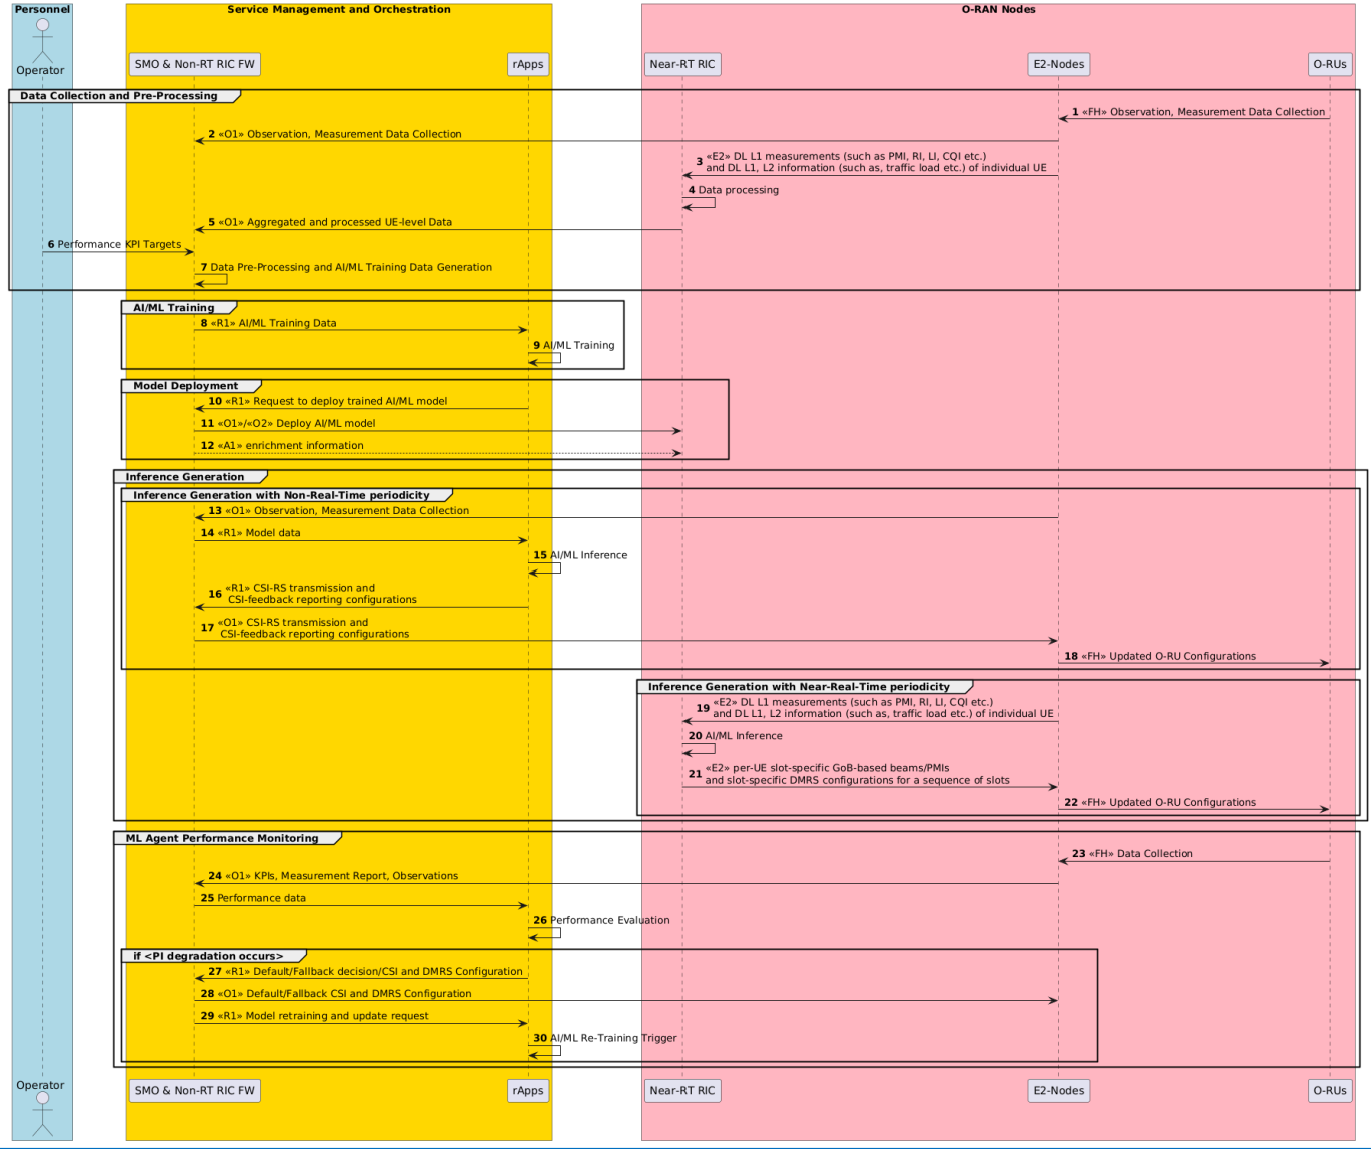 Personnel
Service Management and Orchestration
O-RAN Nodes
Operator
SMO & Non-RT RIC FW
rApps
Near-RT RIC
E2-Nodes
O-RUs
Data Collection and Pre-Processing
1 «FH» Observation, Measurement Data Collection
2 «O1» Observation, Measurement Data Collection
3 «E2» DL L1 measurements (such as PMI, RI, LI, CQI etc.)
and DL L1, L2 information (such as, traffic load etc.) of individual UE
4 Data processing
5 «O1» Aggregated and processed UE-level Data
6 Performance KPI Targets
7 Data Pre-Processing and AI/ML Training Data Generation
AI/ML Training
8 «R1» AI/ML Training Data
9 AI/ML Training
Model Deployment
10 «R1» Request to deploy trained AI/ML model
11 «O1»/«O2» Deploy AI/ML model
12 «A1» enrichment information
Inference Generation
Inference Generation with Non-Real-Time periodicity
13 «O1» Observation, Measurement Data Collection
14 «R1» Model data
15 AI/ML Inference
16 «R1» CSI-RS transmission and
CSI-feedback reporting configurations
17 «O1» CSI-RS transmission and
CSI-feedback reporting configurations
18 «FH» Updated O-RU Configurations
Inference Generation with Near-Real-Time periodicity
19 «E2» DL L1 measurements (such as PMI, RI, LI, CQI etc.)
and DL L1, L2 information (such as, traffic load etc.) of individual UE
20 AI/ML Inference
21 «E2» per-UE slot-specific GoB-based beams/PMIs
and slot-specific DMRS configurations for a sequence of slots
22 «FH» Updated O-RU Configurations
ML Agent Performance Monitoring
23 «FH» Data Collection
24 «O1» KPIs, Measurement Report, Observations
25 Performance data
26 Performance Evaluation
if <PI degradation occurs>
27 «R1» Default/Fallback decision/CSI and DMRS Configuration
28 «O1» Default/Fallback CSI and DMRS Configuration
29 «R1» Model retraining and update request
30 AI/ML Re-Training Trigger
Operator
SMO & Non-RT RIC FW
rApps
Near-RT RIC
E2-Nodes
O-RUs